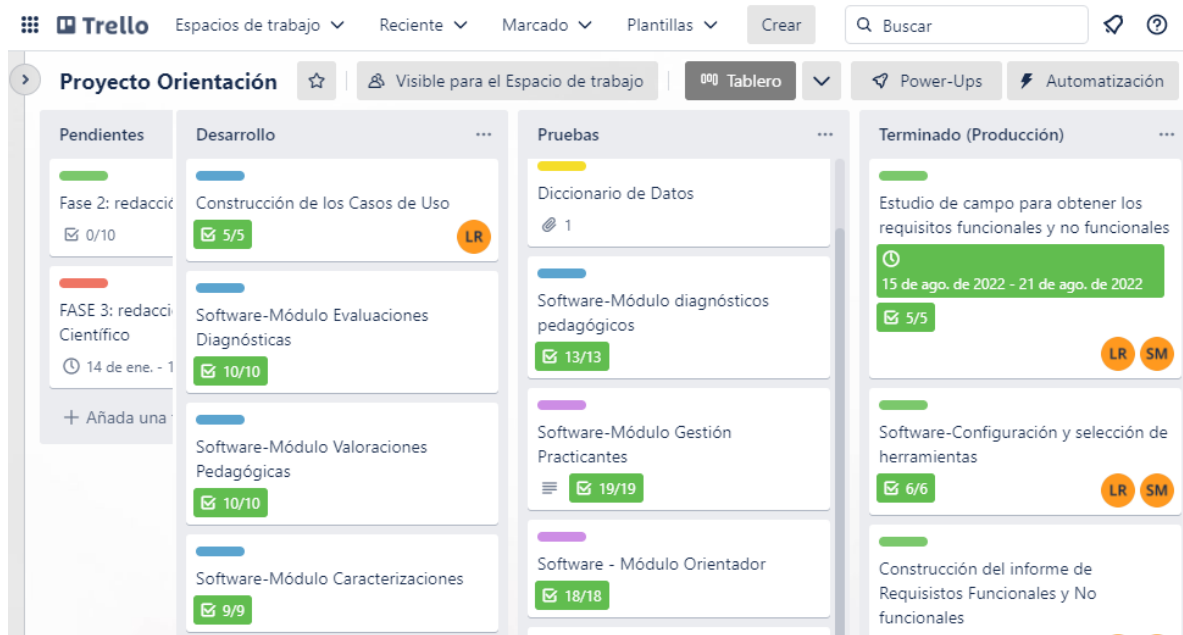 Trello
Espacios de trabajo
Reciente
Marcado
Plantillas
Crear
Buscar
Proyecto Orientación
Visible para el Espacio de trabajo
Tablero
Power-Ups
Automatización
Pendientes
Fase 2: redacció
0/10
FASE 3: redacci
Científico
14 de ene. - 1
+ Añada una
Desarrollo
Construcción de los Casos de Uso
5/5
LR
Software-Módulo Evaluaciones
Diagnósticas
10/10
Software-Módulo Valoraciones
Pedagógicas
10/10
Software-Módulo Caracterizaciones
9/9
Pruebas
Diccionario de Datos
1
Software-Módulo diagnósticos
pedagógicos
13/13
Software-Módulo Gestión
Practicantes
19/19
Software - Módulo Orientador
18/18
Terminado (Producción)
Estudio de campo para obtener los
requisitos funcionales y no funcionales
15 de ago. de 2022 - 21 de ago. de 2022
5/5
LR SM
Software-Configuración y selección de
herramientas
6/6
LR SM
Construcción del informe de
Requisistos Funcionales y No
funcionales